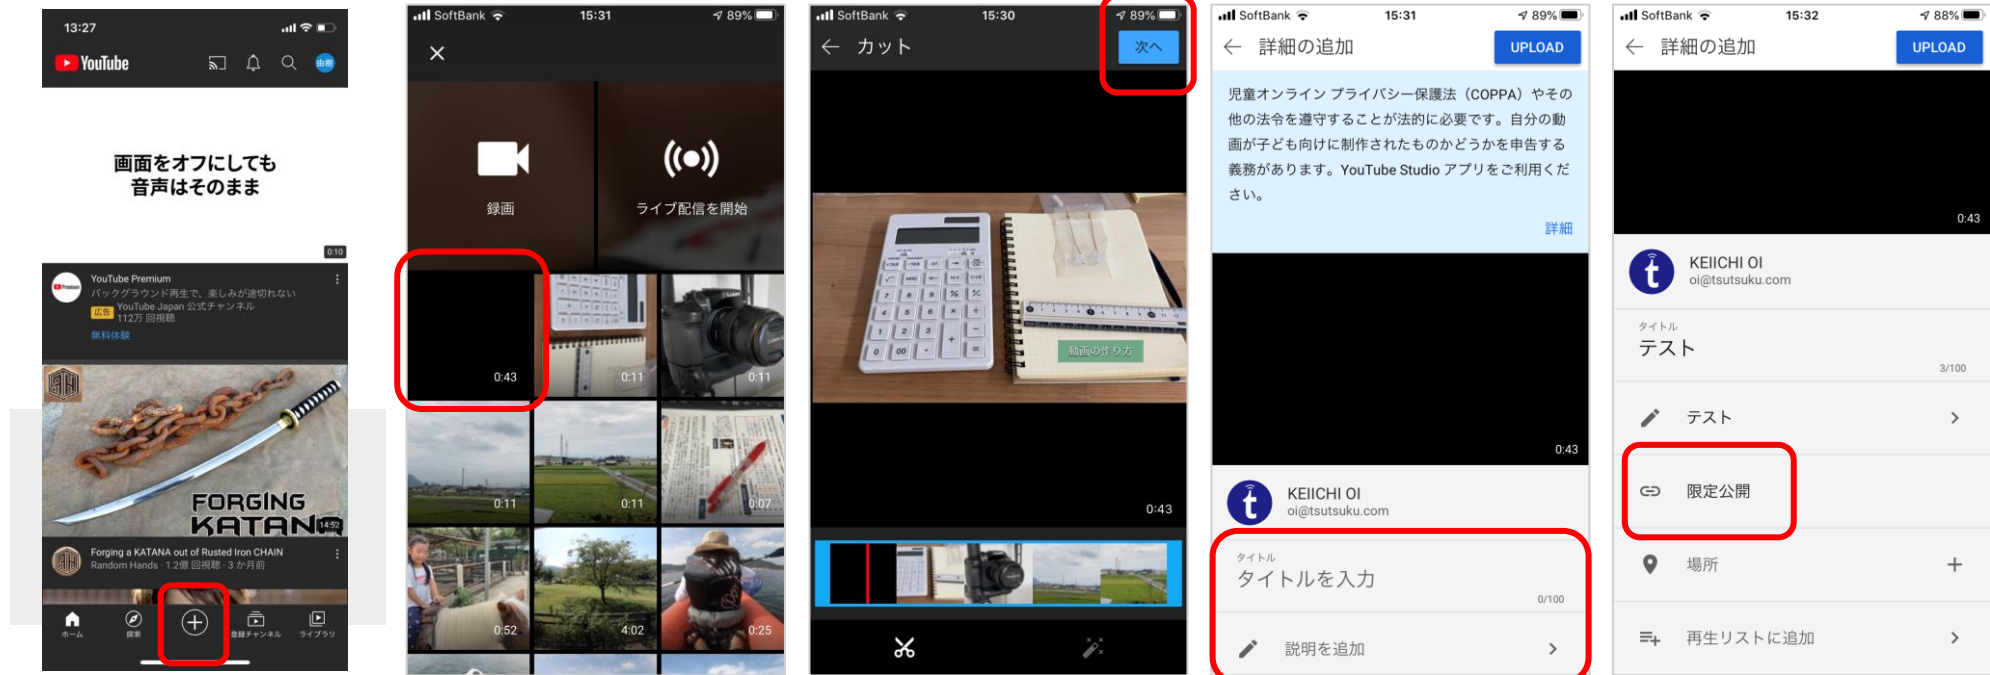 13:27
YouTube
由樹
画面をオフにしても
音声はそのまま
0:10
Premium
YouTube Premium
バックグラウンド再生で、楽しみが途切れない
広告 YouTube Japan 公式チャンネル
112万 回視聴
無料体験
FORGING
KATANA
14:52
Forging a KATANA out of Rusted Iron CHAIN
Random Hands · 1.2億 回視聴 · 3 か月前
ホーム
探索
登録チャンネル
ライブラリ
SoftBank 15:31 89%
録画
ライブ配信を開始
0:43
0:11
0:11
0:11
0:11
0:07
0:52
4:02
0:25
SoftBank 15:30 89%
カット
次へ
動画の作り方
0:43
SoftBank 15:31 89%
詳細の追加
UPLOAD
児童オンライン プライバシー保護法（COPPA）やその
他の法令を遵守することが法的に必要です。自分の動
画が子ども向けに制作されたものかどうかを申告する
義務があります。YouTube Studio アプリをご利用くだ
さい。
詳細
0:43
KEIICHI OI
oi@tsutsuku.com
タイトル
タイトルを入力
0/100
説明を追加
SoftBank 15:32 88%
詳細の追加
UPLOAD
0:43
KEIICHI OI
oi@tsutsuku.com
タイトル
テスト
3/100
テスト
限定公開
場所
再生リストに追加